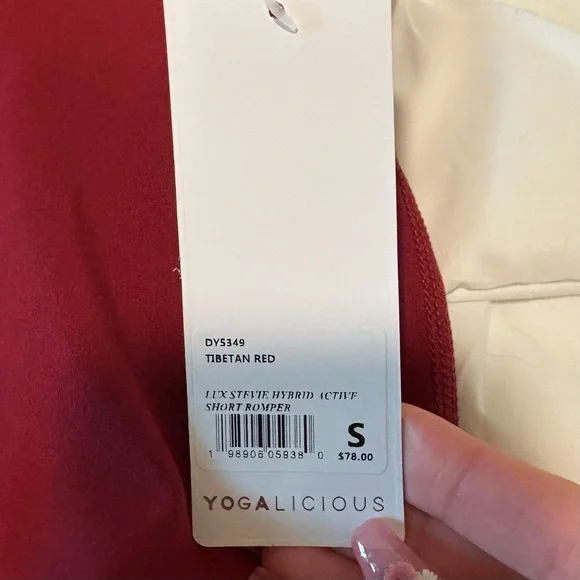 DY5349
TIBETAN RED
LUX STEVIE HYBRID ACTIVE
SHORT ROMPER
S
1 98906 05938 0
$78.00
YOGALICIOUS